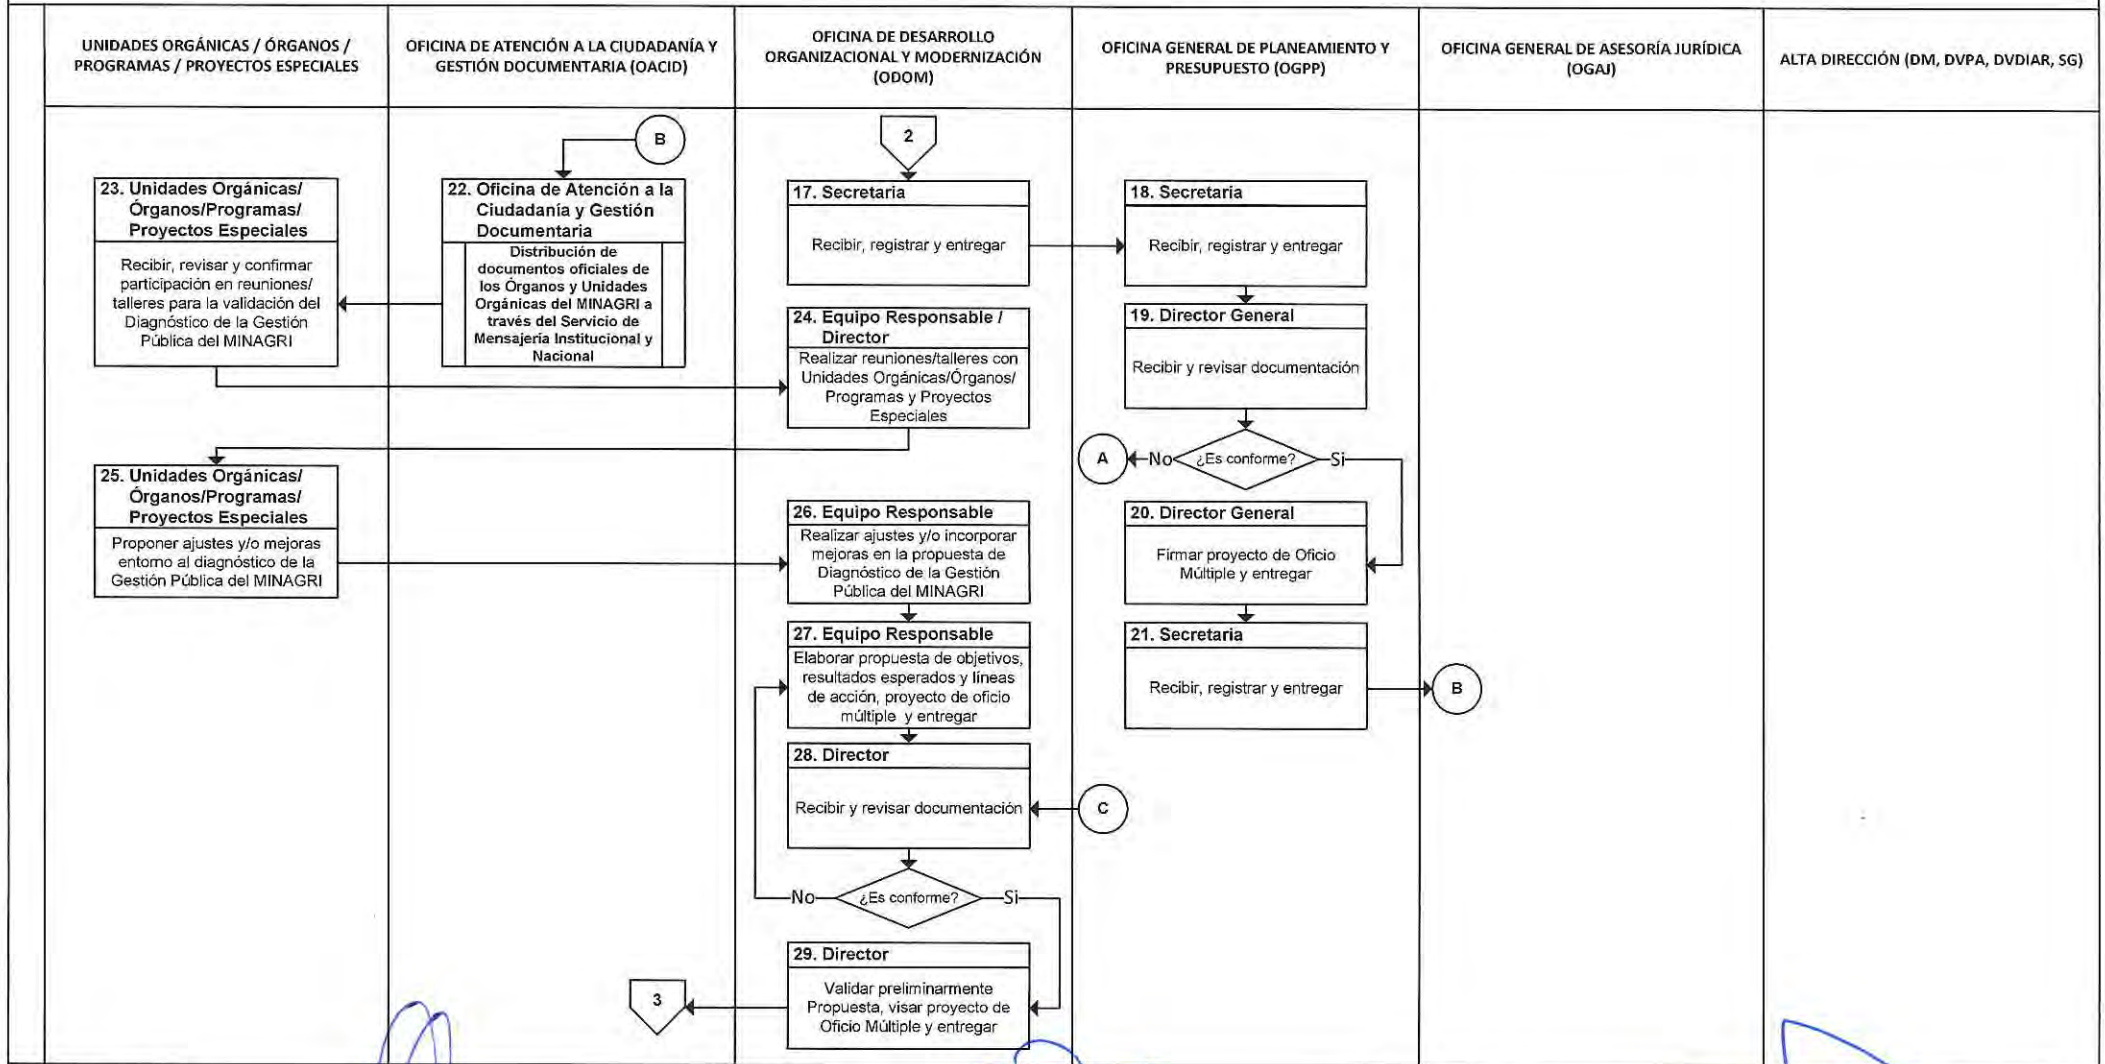 UNIDADES ORGÁNICAS / ÓRGANOS /
PROGRAMAS / PROYECTOS ESPECIALES
OFICINA DE ATENCIÓN A LA CIUDADANÍA Y
GESTIÓN DOCUMENTARIA (OACID)
OFICINA DE DESARROLLO
ORGANIZACIONAL Y MODERNIZACIÓN
(ODOM)
OFICINA GENERAL DE PLANEAMIENTO Y
PRESUPUESTO (OGPP)
OFICINA GENERAL DE ASESORÍA JURÍDICA
(OGAJ)
ALTA DIRECCIÓN (DM, DVPA, DVDIAR, SG)
B
2
23. Unidades Orgánicas/
Órganos/Programas/
Proyectos Especiales
Recibir, revisar y confirmar
participación en reuniones/
talleres para la validación del
Diagnóstico de la Gestión
Pública del MINAGRI
22. Oficina de Atención a la
Ciudadanía y Gestión
Documentaria
Distribución de
documentos oficiales de
los Órganos y Unidades
Orgánicas del MINAGRI a
través del Servicio de
Mensajería Institucional y
Nacional
17. Secretaria
Recibir, registrar y entregar
18. Secretaria
Recibir, registrar y entregar
24. Equipo Responsable /
Director
Realizar reuniones/talleres con
Unidades Orgánicas/Órganos/
Programas y Proyectos
Especiales
19. Director General
Recibir y revisar documentación
A
No
¿Es conforme?
Si
25. Unidades Orgánicas/
Órganos/Programas/
Proyectos Especiales
Proponer ajustes y/o mejoras
entorno al diagnóstico de la
Gestión Pública del MINAGRI
26. Equipo Responsable
Realizar ajustes y/o incorporar
mejoras en la propuesta de
Diagnóstico de la Gestión
Pública del MINAGRI
20. Director General
Firmar proyecto de Oficio
Múltiple y entregar
27. Equipo Responsable
Elaborar propuesta de objetivos,
resultados esperados y líneas
de acción, proyecto de oficio
múltiple y entregar
21. Secretaria
Recibir, registrar y entregar
B
28. Director
Recibir y revisar documentación
C
No
¿Es conforme?
Si
29. Director
Validar preliminarmente
Propuesta, visar proyecto de
Oficio Múltiple y entregar
3